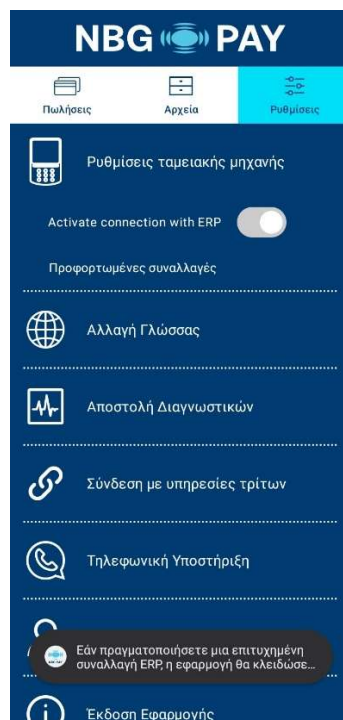 NBG PAY
Πωλήσεις Αρχεία Ρυθμίσεις
Ρυθμίσεις ταμειακής μηχανής
Activate connection with ERP
Προφορτωμένες συναλλαγές
Αλλαγή Γλώσσας
Αποστολή Διαγνωστικών
Σύνδεση με υπηρεσίες τρίτων
Τηλεφωνική Υποστήριξη
Εάν πραγματοποιήσετε μια επιτυχημένη
συναλλαγή ERP, η εφαρμογή θα κλειδώσε...
Έκδοση Εφαρμογής